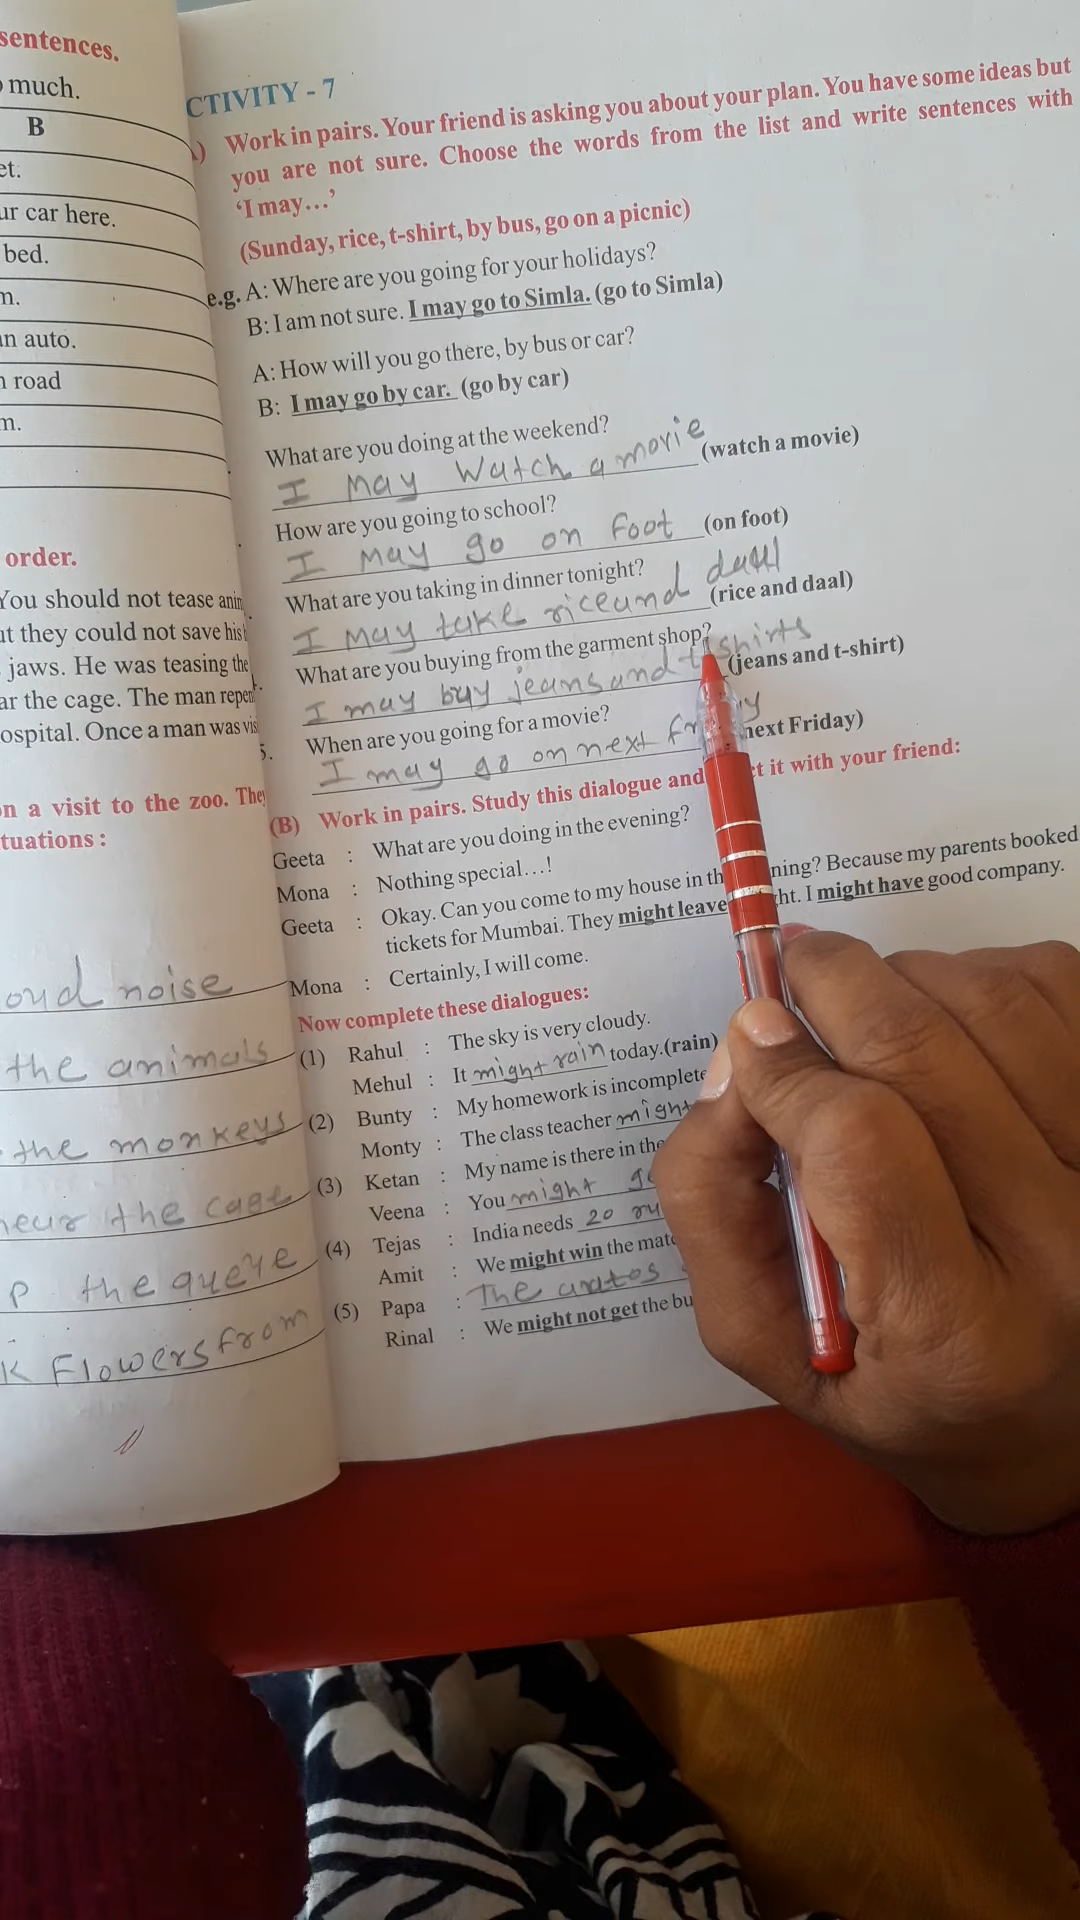 sentences.
much.
B
et.
ur car here.
bed.
n.
n auto.
road
m.
order.
You should not tease anim
ut they could not save his
jaws. He was teasing the
ar the cage. The man repen
ospital. Once a man was vis
on a visit to the zoo. They
tuations :
oud noise
the animals
the monkeys
near the cage
P the queue
K Flowers from
CTIVITY - 7
) Work in pairs. Your friend is asking you about your plan. You have some ideas but
you are not sure. Choose the words from the list and write sentences with
‘I may…’
(Sunday, rice, t-shirt, by bus, go on a picnic)
e.g. A: Where are you going for your holidays?
B: I am not sure. I may go to Simla. (go to Simla)
A: How will you go there, by bus or car?
B: I may go by car. (go by car)
What are you doing at the weekend?
I may watch a movie (watch a movie)
How are you going to school?
I may go on foot (on foot)
What are you taking in dinner tonight?
I may take rice and daal (rice and daal)
What are you buying from the garment shop?
I may buy jeans and t-shirts (jeans and t-shirt)
5. When are you going for a movie?
I may go on next (next Friday)
(B) Work in pairs. Study this dialogue and it with your friend:
Geeta : What are you doing in the evening?
Mona : Nothing special…!
Geeta : Okay. Can you come to my house in th ning? Because my parents booked
tickets for Mumbai. They might leave ht. I might have good company.
Mona : Certainly, I will come.
Now complete these dialogues:
(1) Rahul : The sky is very cloudy.
Mehul : It might rain today.(rain)
(2) Bunty : My homework is incomplete
Monty : The class teacher might
(3) Ketan : My name is there in the
Veena : You might
(4) Tejas : India needs 20 ru
Amit : We might win the matc
(5) Papa : The
Rinal : We might not get the bu